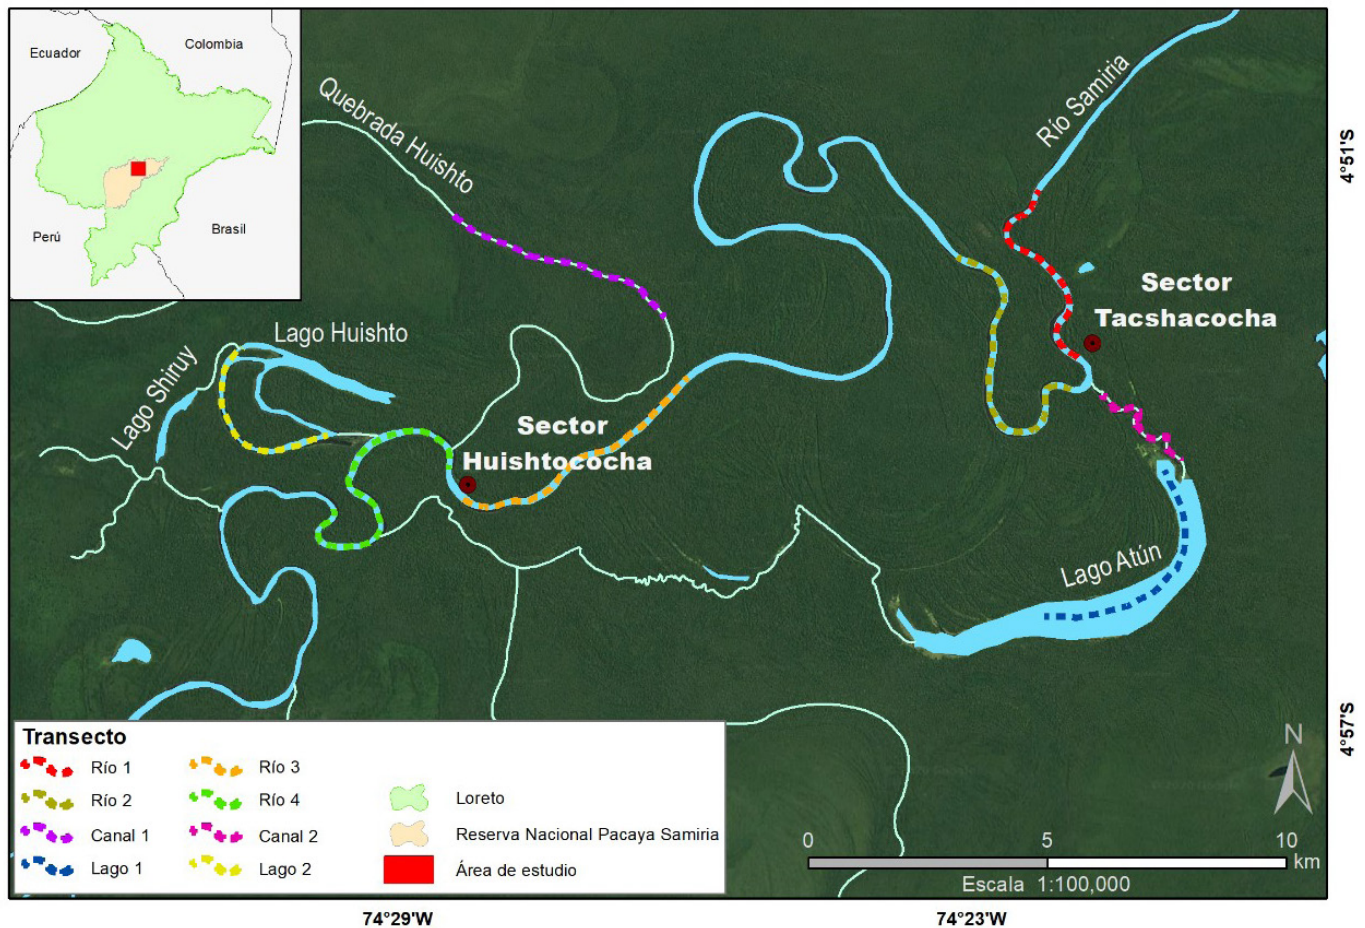 Ecuador
Colombia
Perú
Brasil
Quebrada Huishto
Río Samiria
4°51'S
Sector
Tacshacocha
Lago Huishto
Lago Shiruy
Sector
Huishtococha
Lago Atún
4°57'S
N
Transecto
Río 1
Río 2
Canal 1
Lago 1
Río 3
Río 4
Canal 2
Lago 2
Loreto
Reserva Nacional Pacaya Samiria
Área de estudio
0 5 10
km
Escala 1:100,000
74°29'W 74°23'W